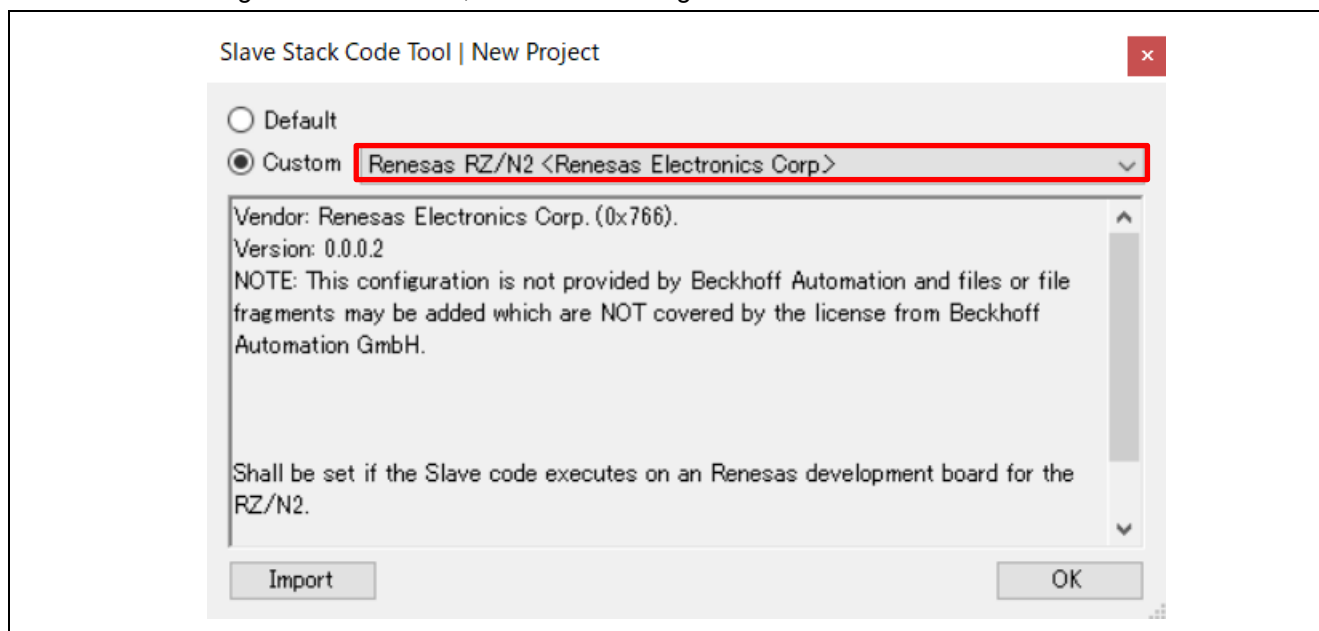 Slave Stack Code Tool | New Project
Default
Custom Renesas RZ/N2 <Renesas Electronics Corp>
Vendor: Renesas Electronics Corp. (0x766).
Version: 0.0.0.2
NOTE: This configuration is not provided by Beckhoff Automation and files or file
fragments may be added which are NOT covered by the license from Beckhoff
Automation GmbH.
Shall be set if the Slave code executes on an Renesas development board for the
RZ/N2.
Import OK